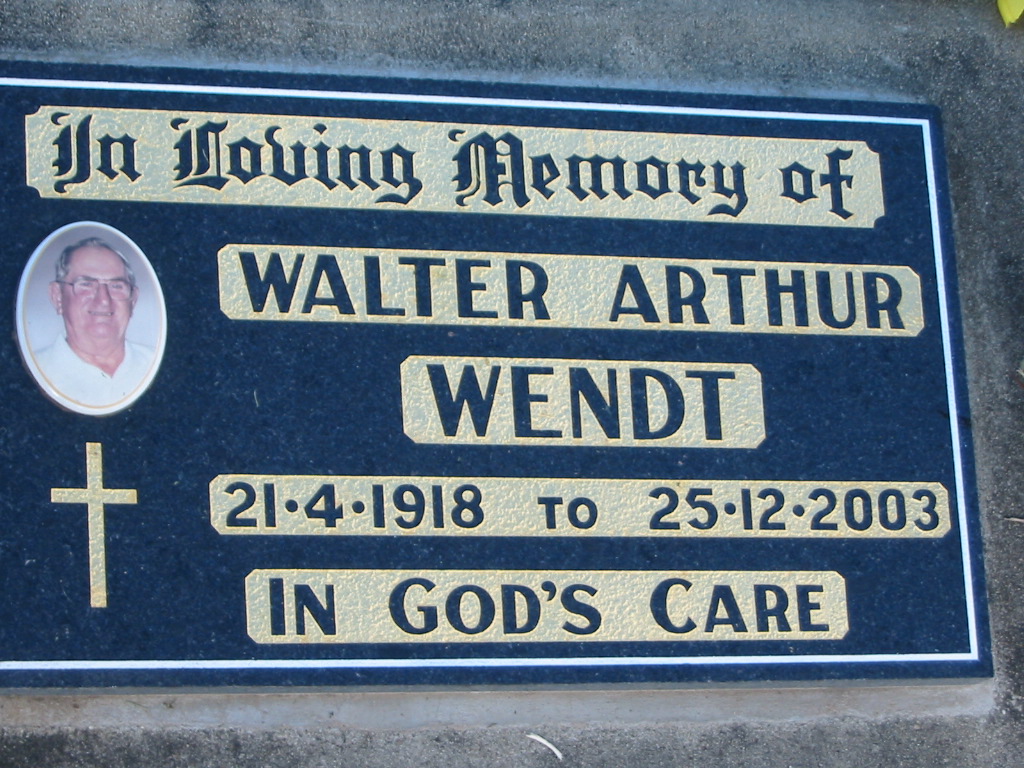 In Loving Memory of
WALTER ARTHUR
WENDT
21·4·1918 TO 25·12·2003
IN GOD'S CARE